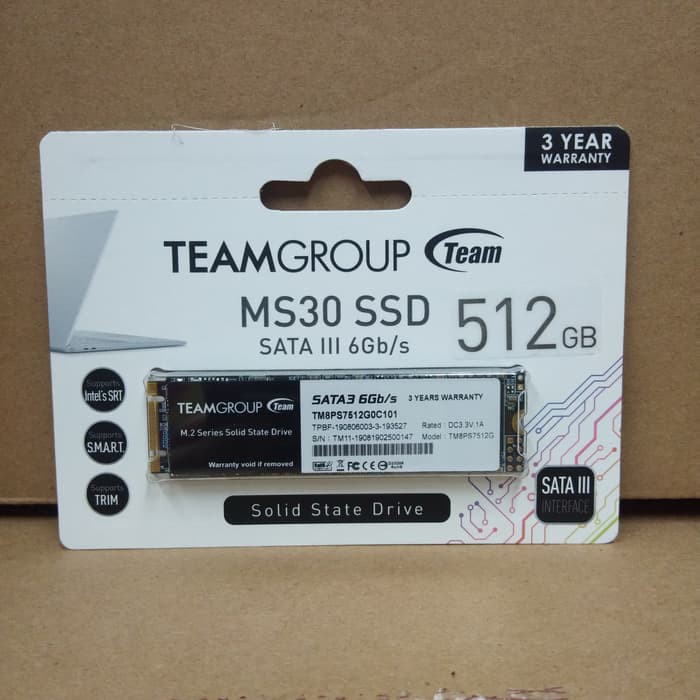 3 YEAR
WARRANTY
TEAMGROUP Team
MS30 SSD 512 GB
SATA III 6Gb/s
Supports
Intel's SRT
Supports
S.M.A.R.T.
Supports
TRIM
TEAMGROUP Team
M.2 Series Solid State Drive
Warranty void if removed
SATA3 6Gb/s 3 YEARS WARRANTY
TM8PS7512G0C101
TPBF-190806003-3-193527 Rated : DC3.3V,1A
S/N : TM11-19081902500147 Model : TM8PS7512G
Solid State Drive
SATA III
INTERFACE